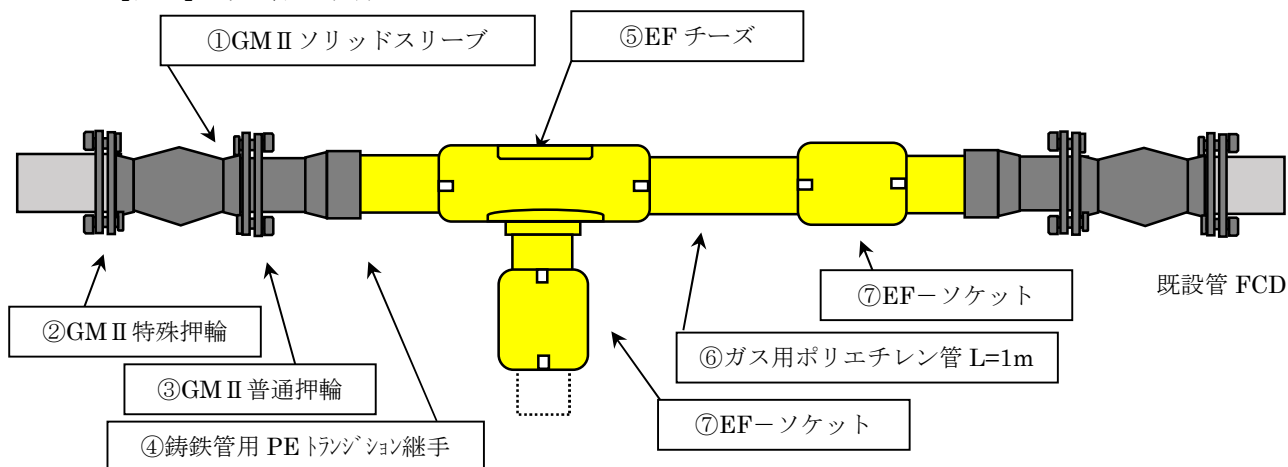 ①GMⅡソリッドスリーブ
⑤EFチーズ
既設管 FCD
⑦EF－ソケット
②GMⅡ特殊押輪
⑥ガス用ポリエチレン管 L=1m
③GMⅡ普通押輪
⑦EF－ソケット
④鋳鉄管用 PE ﾄﾗﾝｼﾞｼｮﾝ継手